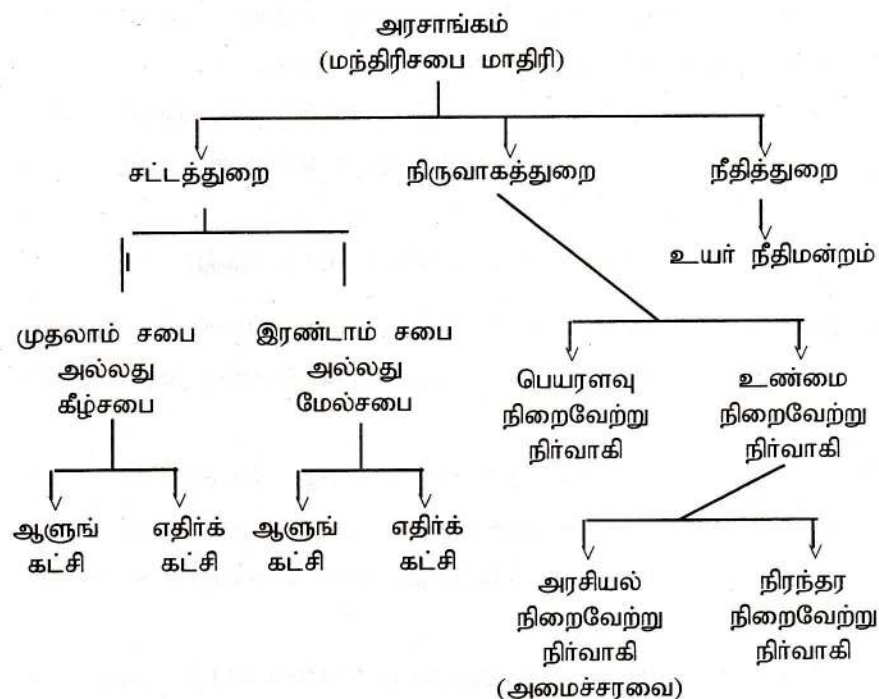 அரசாங்கம்
(மந்திரிசபை மாதிரி)
சட்டத்துறை
நிருவாகத்துறை
நீதித்துறை
உயர் நீதிமன்றம்
முதலாம் சபை
அல்லது
கீழ்சபை
இரண்டாம் சபை
அல்லது
மேல்சபை
பெயரளவு
நிறைவேற்று
நிர்வாகி
உண்மை
நிறைவேற்று
நிர்வாகி
ஆளுங்
கட்சி
எதிர்க்
கட்சி
ஆளுங்
கட்சி
எதிர்க்
கட்சி
அரசியல்
நிறைவேற்று
நிர்வாகி
(அமைச்சரவை)
நிரந்தர
நிறைவேற்று
நிர்வாகி